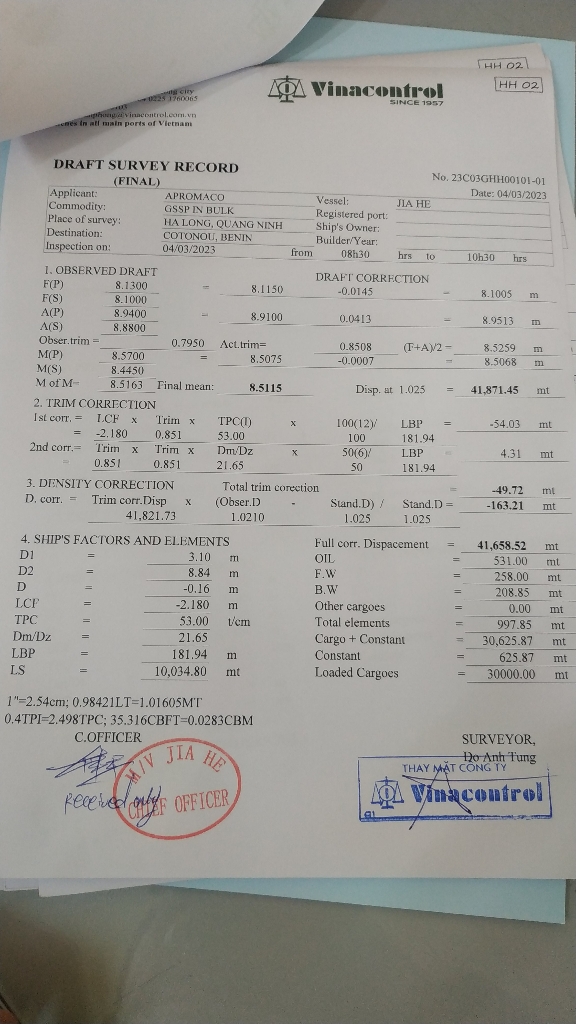 HH 02
HH 02
0225 3760065
Vinacontrol
SINCE 1957
in all main ports of Vietnam
DRAFT SURVEY RECORD
(FINAL)
No. 23C03GHH00101-01
Date: 04/03/2023
Applicant: APROMACO Vessel: JIA HE
Commodity: GSSP IN BULK Registered port:
Place of survey: HA LONG, QUANG NINH Ship's Owner:
Destination: COTONOU, BENIN Builder/Year:
Inspection on: 04/03/2023 from 08h30 hrs to 10h30 hrs
1. OBSERVED DRAFT DRAFT CORRECTION
F(P) 8.1300 = 8.1150 -0.0145 = 8.1005 m
F(S) 8.1000
A(P) 8.9400 = 8.9100 0.0413 = 8.9513 m
A(S) 8.8800
Obser.trim = 0.7950 Act.trim= 0.8508 (F+A)/2 = 8.5259 m
M(P) 8.5700 = 8.5075 -0.0007 = 8.5068 m
M(S) 8.4450
M of M= 8.5163 Final mean: 8.5115 Disp. at 1.025 = 41,871.45 mt
2. TRIM CORRECTION
1st corr. = LCF x Trim x TPC(I) x 100(12)/ LBP = -54.03 mt
= -2.180 0.851 53.00 100 181.94
2nd corr.= Trim x Trim x Dm/Dz x 50(6)/ LBP = 4.31 mt
= 0.851 0.851 21.65 50 181.94
3. DENSITY CORRECTION Total trim corection = -49.72 mt
D. corr. = Trim corr.Disp x (Obser.D - Stand.D) / Stand.D = -163.21 mt
41,821.73 1.0210 1.025 1.025
4. SHIP'S FACTORS AND ELEMENTS Full corr. Dispacement = 41,658.52 mt
D1 = 3.10 m OIL = 531.00 mt
D2 = 8.84 m F.W = 258.00 mt
D = -0.16 m B.W = 208.85 mt
LCF = -2.180 m Other cargoes = 0.00 mt
TPC = 53.00 t/cm Total elements = 997.85 mt
Dm/Dz = 21.65 Cargo + Constant = 30,625.87 mt
LBP = 181.94 m Constant = 625.87 mt
LS = 10,034.80 mt Loaded Cargoes = 30000.00 mt
1"=2.54cm; 0.98421LT=1.01605MT
0.4TPI=2.498TPC; 35.316CBFT=0.0283CBM
C.OFFICER SURVEYOR,
Do Anh Tung
M/V JIA HE
CHIEF OFFICER
Received only
THAY MẶT CÔNG TY
Vinacontrol
61